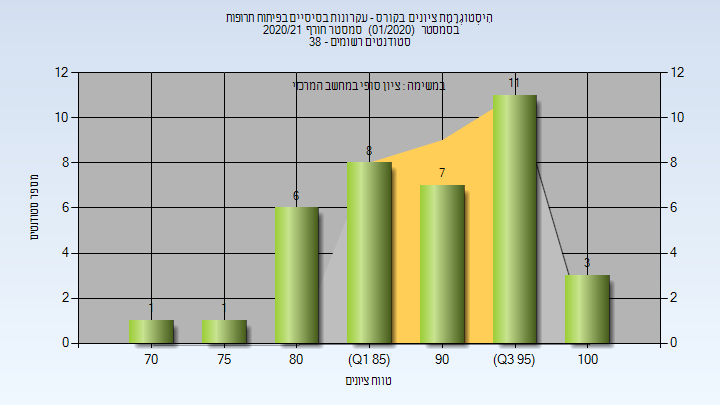 היסטוגרמת ציונים בקורס - עקרונות בסיסיים בפיתוח תרופות
בסמסטר (01/2020) סמסטר חורף 2020/21
סטודנטים רשומים - 38
במשימה : ציון סופי במחשב המרכזי
12 12
10 10
8 8
6 6
4 4
2 2
0 0
1 1 6 8 7 11 3
70 75 80 (Q1 85) 90 (Q3 95) 100
מספר סטודנטים
טווח ציונים